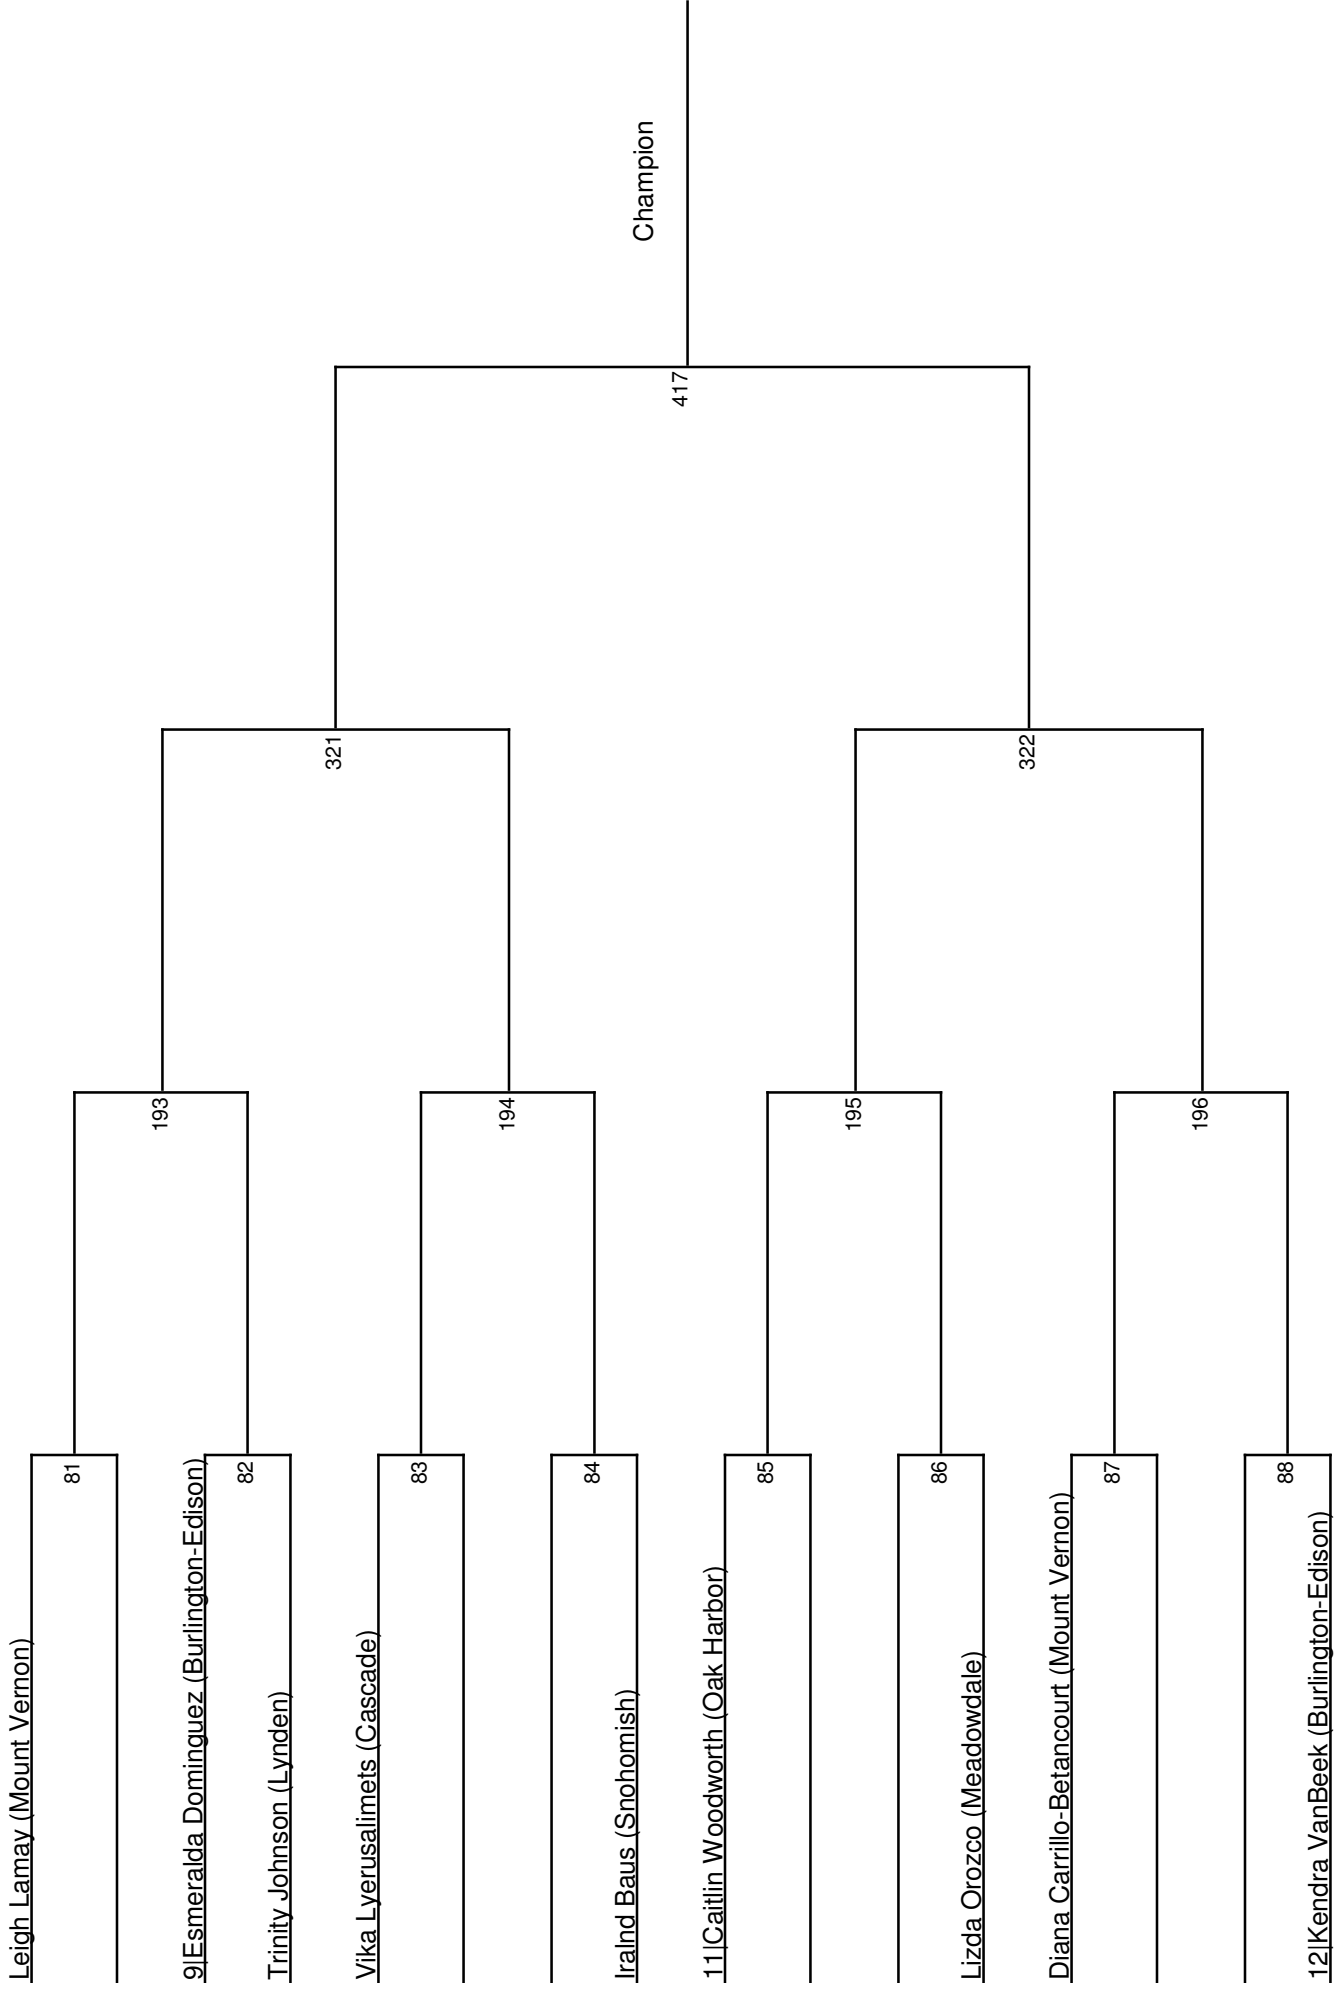 Leigh Lamay (Mount Vernon)
81
9|Esmeralda Dominguez (Burlington-Edison)
82
Trinity Johnson (Lynden)
Vika Lyerusalimets (Cascade)
83
84
Iralnd Baus (Snohomish)
11|Caitlin Woodworth (Oak Harbor)
85
86
Lizda Orozco (Meadowdale)
Diana Carrillo-Betancourt (Mount Vernon)
87
88
12|Kendra VanBeek (Burlington-Edison)
193
194
195
196
321
322
417
Champion